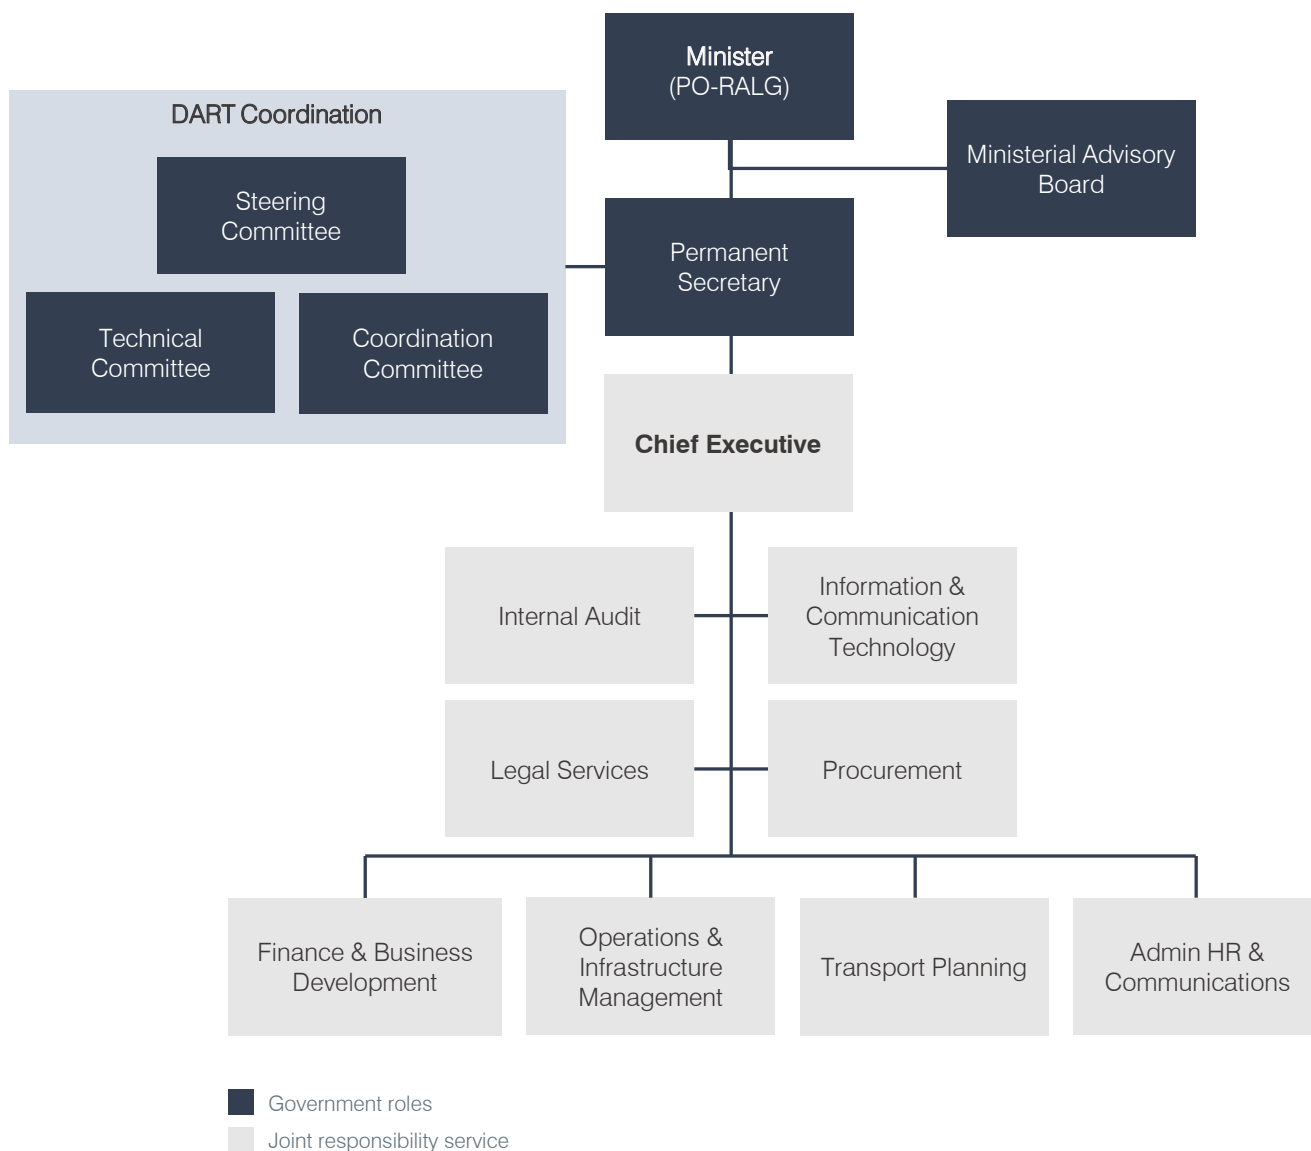 Minister
(PO-RALG)
DART Coordination
Ministerial Advisory
Board
Steering
Committee
Permanent
Secretary
Technical
Committee
Coordination
Committee
Chief Executive
Internal Audit
Information &
Communication
Technology
Legal Services
Procurement
Finance & Business
Development
Operations &
Infrastructure
Management
Transport Planning
Admin HR &
Communications
Government roles
Joint responsibility service